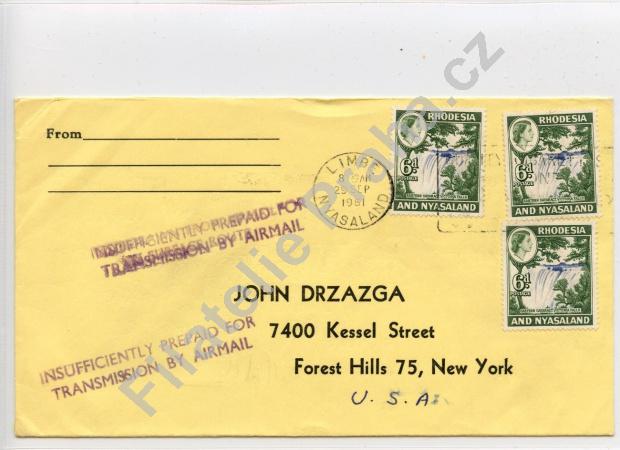 From
RHODESIA
6d
POSTAGE
AND NYASALAND
RHODESIA
6d
AND NYASALAND
RHODESIA
6d
POSTAGE
AND NYASALAND
LIMBE
SEP
1961
NYASALAND
INSUFFICIENTLY PREPAID FOR
TRANSMISSION BY AIRMAIL
INSUFFICIENTLY PREPAID FOR
TRANSMISSION BY AIRMAIL
JOHN DRZAZGA
7400 Kessel Street
Forest Hills 75, New York
U.S.A.
Filatelie Praha.cz